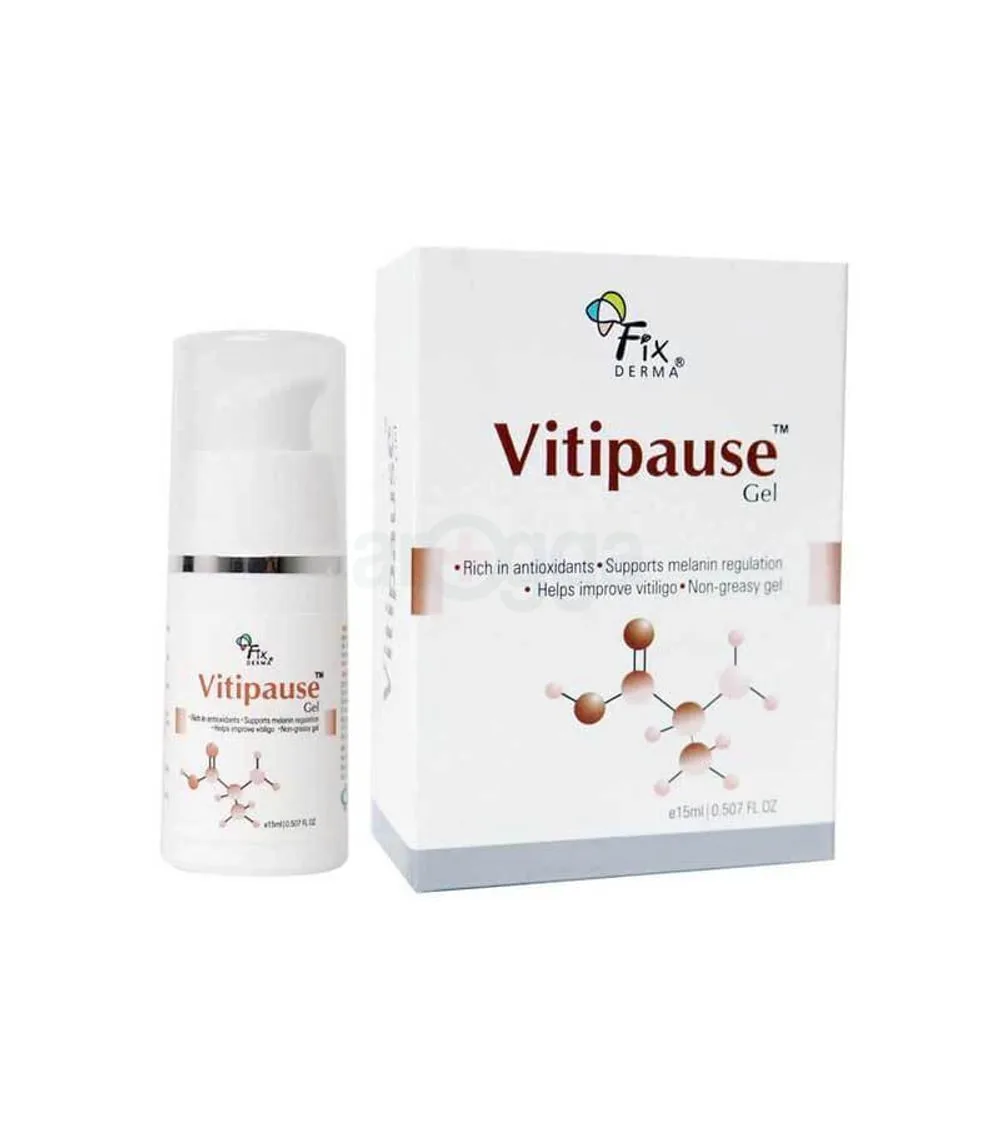 Fix
DERMA®
Vitipause™
Gel
•Rich in antioxidants•Supports melanin regulation
•Helps improve vitiligo•Non-greasy gel
e15ml|0.507 FL OZ
Vitipause
arogga
Fix
DERMA®
Vitipause™
Gel
•Rich in antioxidants•Supports melanin regulation
•Helps improve vitiligo•Non-greasy gel
e15ml|0.507 FL OZ